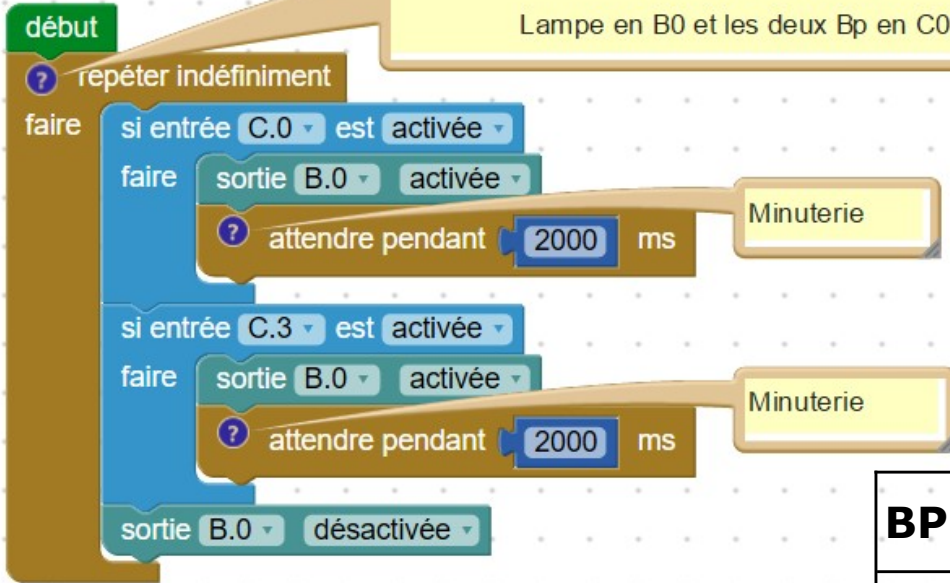 début
Lampe en B0 et les deux Bp en C0
repéter indéfiniment
faire
si entrée C.0 est activée
faire
sortie B.0 activée
? attendre pendant 2000 ms
Minuterie
si entrée C.3 est activée
faire
sortie B.0 activée
? attendre pendant 2000 ms
Minuterie
sortie B.0 désactivée
BP